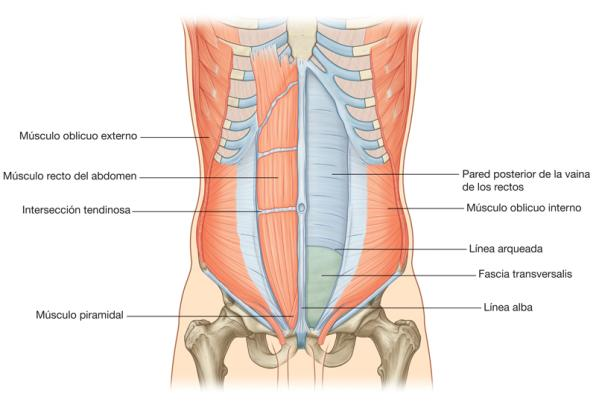 Músculo oblicuo externo
Músculo recto del abdomen
Intersección tendinosa
Músculo piramidal
Pared posterior de la vaina
de los rectos
Músculo oblicuo interno
Línea arqueada
Fascia transversalis
Línea alba